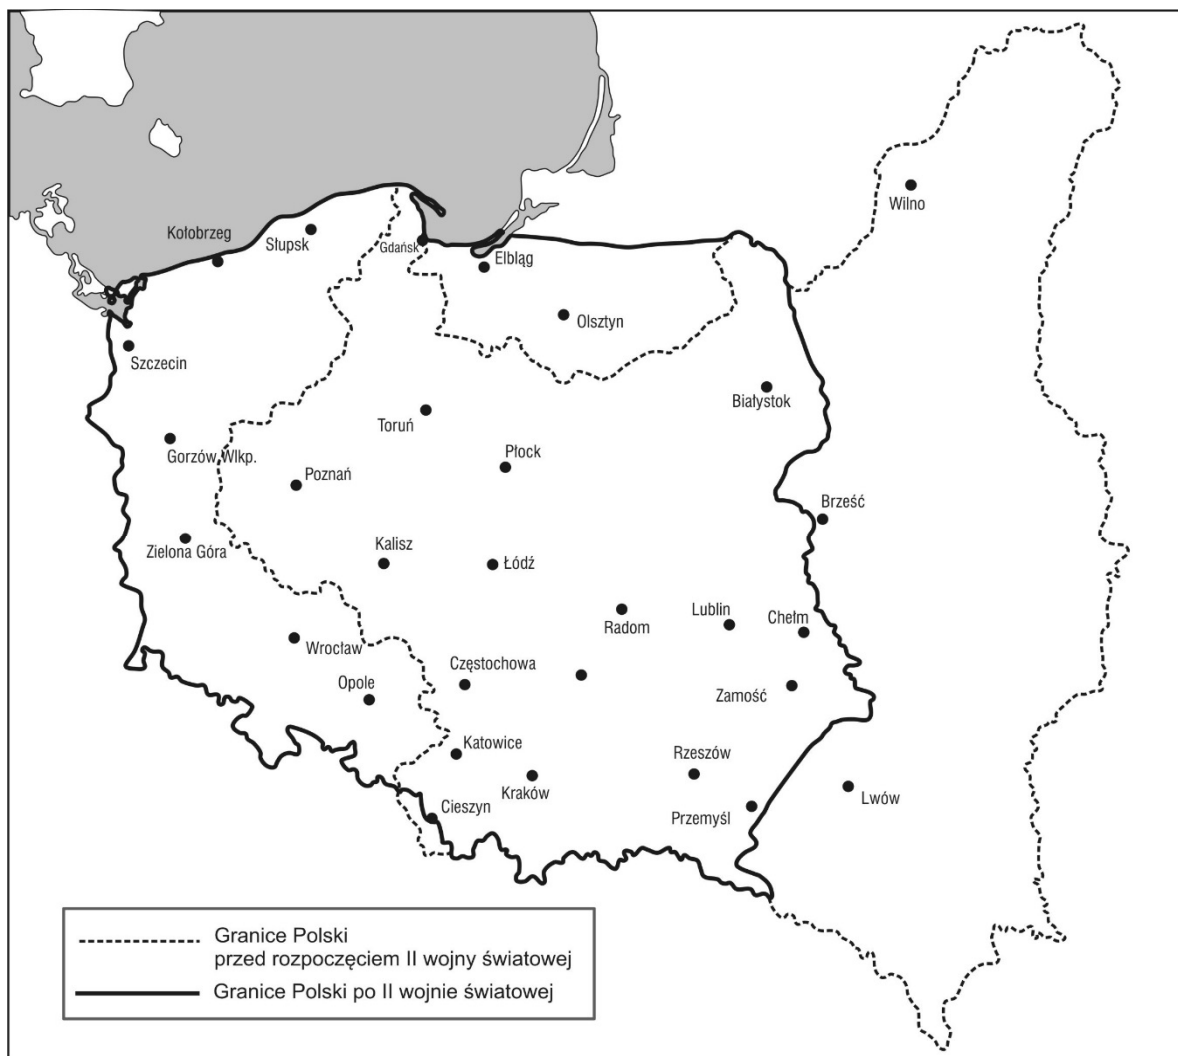 Wilno
Kołobrzeg
Słupsk
Gdańsk
Elbląg
Olsztyn
Szczecin
Białystok
Toruń
Gorzów Wlkp.
Płock
Poznań
Brześć
Zielona Góra
Kalisz
Łódź
Lublin
Chełm
Radom
Wrocław
Częstochowa
Opole
Zamość
Katowice
Rzeszów
Kraków
Lwów
Cieszyn
Przemyśl
Granice Polski
przed rozpoczęciem II wojny światowej
Granice Polski po II wojnie światowej